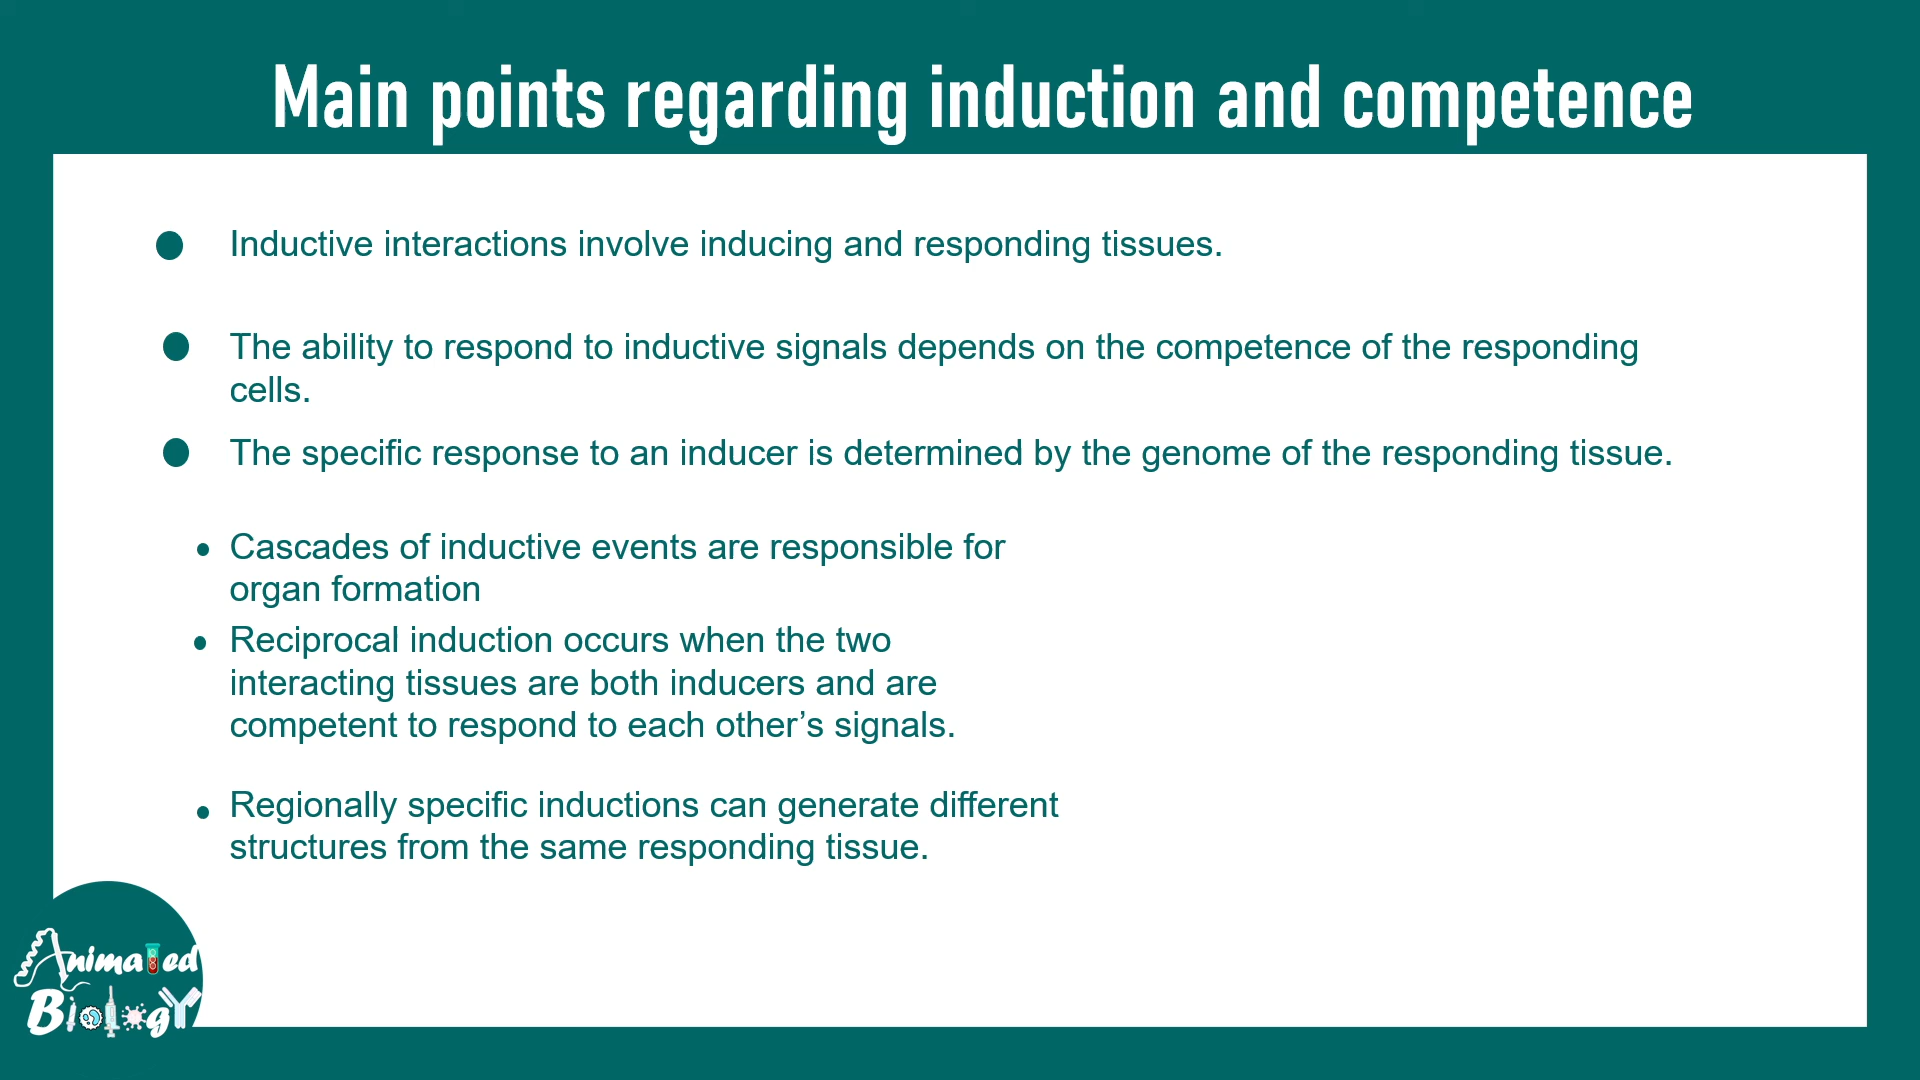 Main points regarding induction and competence
Inductive interactions involve inducing and responding tissues.
The ability to respond to inductive signals depends on the competence of the responding
cells.
The specific response to an inducer is determined by the genome of the responding tissue.
Cascades of inductive events are responsible for
organ formation
Reciprocal induction occurs when the two
interacting tissues are both inducers and are
competent to respond to each other’s signals.
Regionally specific inductions can generate different
structures from the same responding tissue.
Animated
Biology